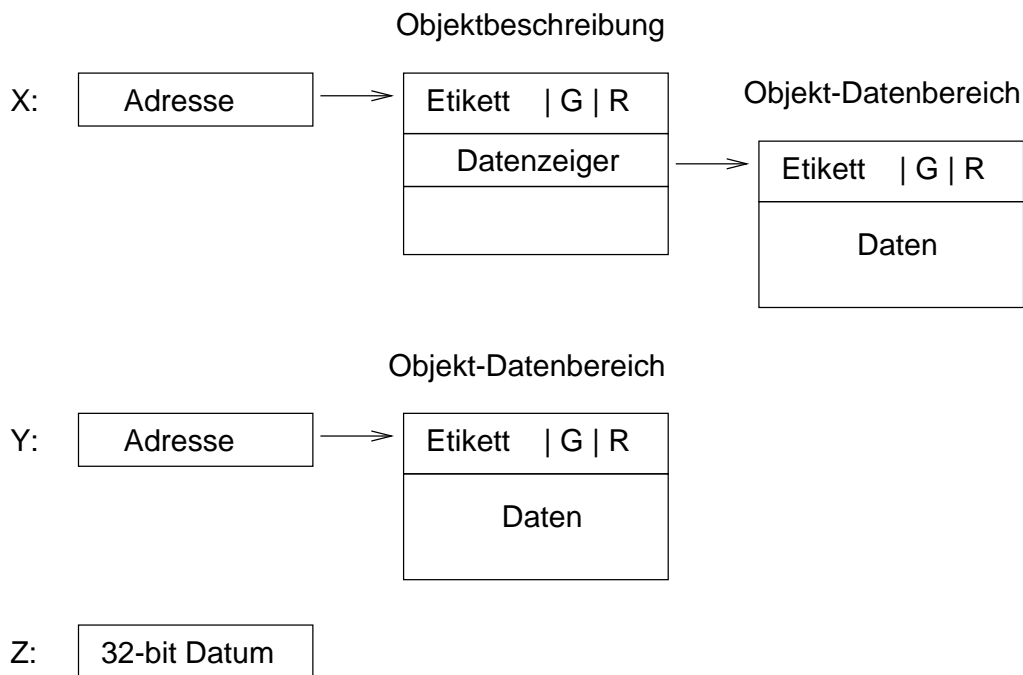 Objektbeschreibung
X: Adresse Etikett | G | R
Objekt-Datenbereich
Datenzeiger
Etikett | G | R
Daten
Objekt-Datenbereich
Y: Adresse Etikett | G | R
Daten
Z: 32-bit Datum